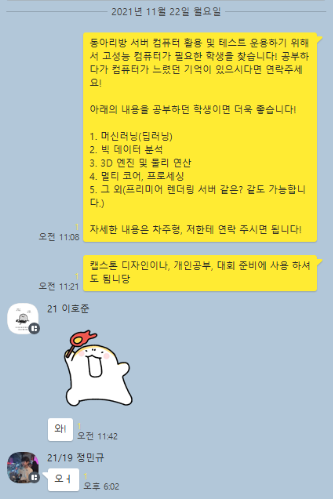 2021년 11월 22일 월요일
동아리방 서버 컴퓨터 활용 및 테스트 운용하기 위해
서 고성능 컴퓨터가 필요한 학생을 찾습니다! 공부하
다가 컴퓨터가 느렸던 기억이 있으시다면 연락주세
요!
아래의 내용을 공부하던 학생이면 더욱 좋습니다!
1. 머신러닝(딥러닝)
2. 빅 데이터 분석
3. 3D 엔진 및 물리 연산
4. 멀티 코어, 프로세싱
5. 그 외(프리미어 렌더링 서버 같은? 같도 가능합니
다.)
자세한 내용은 차주형, 저한테 연락 주시면 됩니다!
오전 11:08
캡스톤 디자인이나, 개인공부, 대회 준비에 사용 하셔
도 됩니당
오전 11:21
21 이호준
와!
오전 11:42
21/19 정민규
오ㅓ
오후 6:02